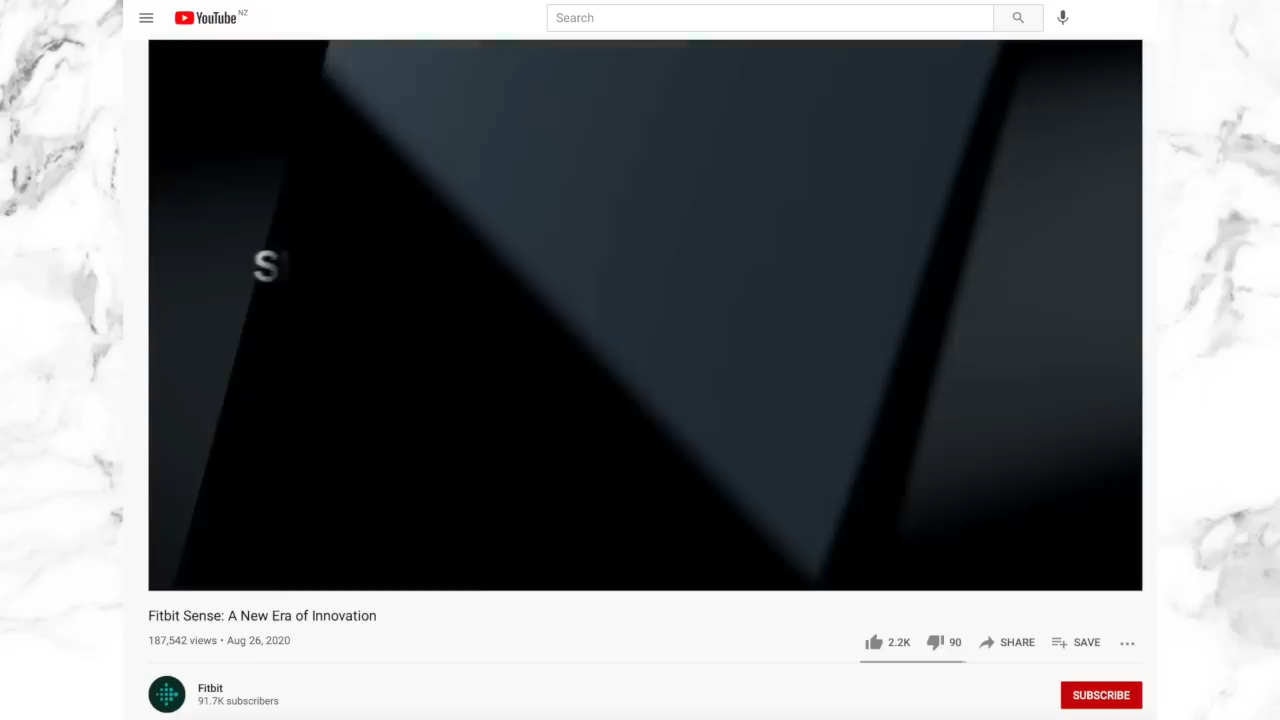 YouTube NZ
Search
S
Fitbit Sense: A New Era of Innovation
187,542 views • Aug 26, 2020
2.2K 90 SHARE SAVE
Fitbit
91.7K subscribers
SUBSCRIBE